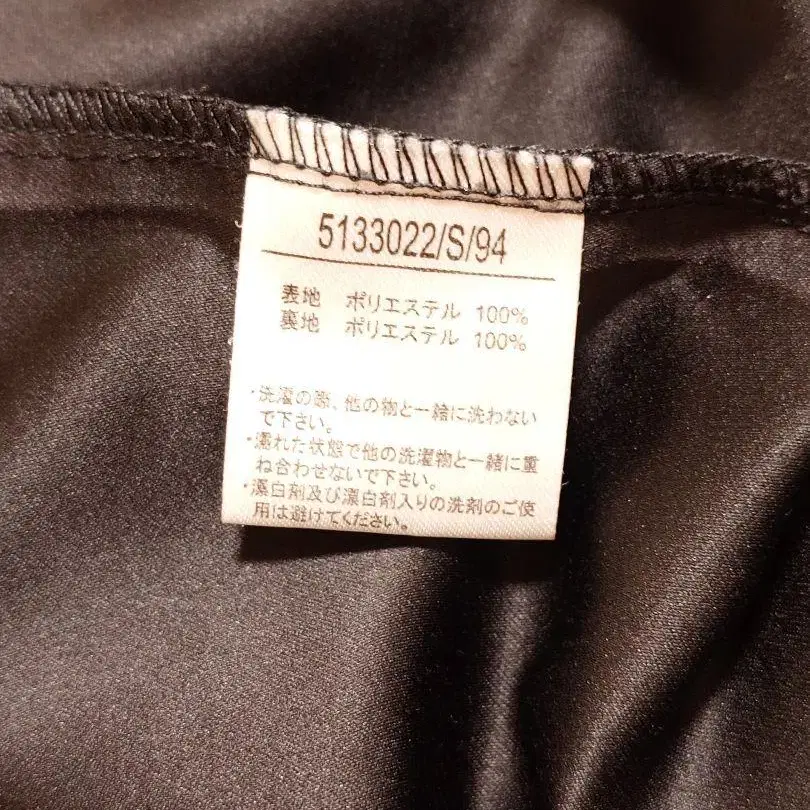 5133022/S/94
表地 ポリエステル 100%
裏地 ポリエステル 100%
・洗濯の際、他の物と一緒に洗わない
で下さい。
・濡れた状態で他の洗濯物と一緒に重
ね合わせないで下さい。
・漂白剤及び漂白剤入りの洗剤のご使
用は避けてください。